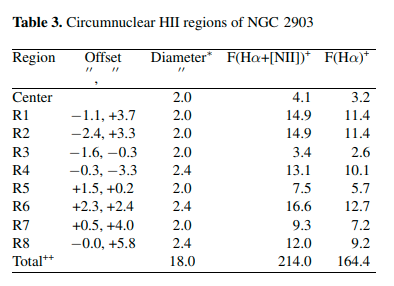 Table 3. Circumnuclear HII regions of NGC 2903
Region Offset Diameter* F(Hα+[NII])⁺ F(Hα)⁺
″ , ″ ″
Center 2.0 4.1 3.2
R1 −1.1, +3.7 2.0 14.9 11.4
R2 −2.4, +3.3 2.0 14.9 11.4
R3 −1.6, −0.3 2.0 3.4 2.6
R4 −0.3, −3.3 2.4 13.1 10.1
R5 +1.5, +0.2 2.0 7.5 5.7
R6 +2.3, +2.4 2.4 16.6 12.7
R7 +0.5, +4.0 2.0 9.3 7.2
R8 −0.0, +5.8 2.4 12.0 9.2
Total⁺⁺ 18.0 214.0 164.4